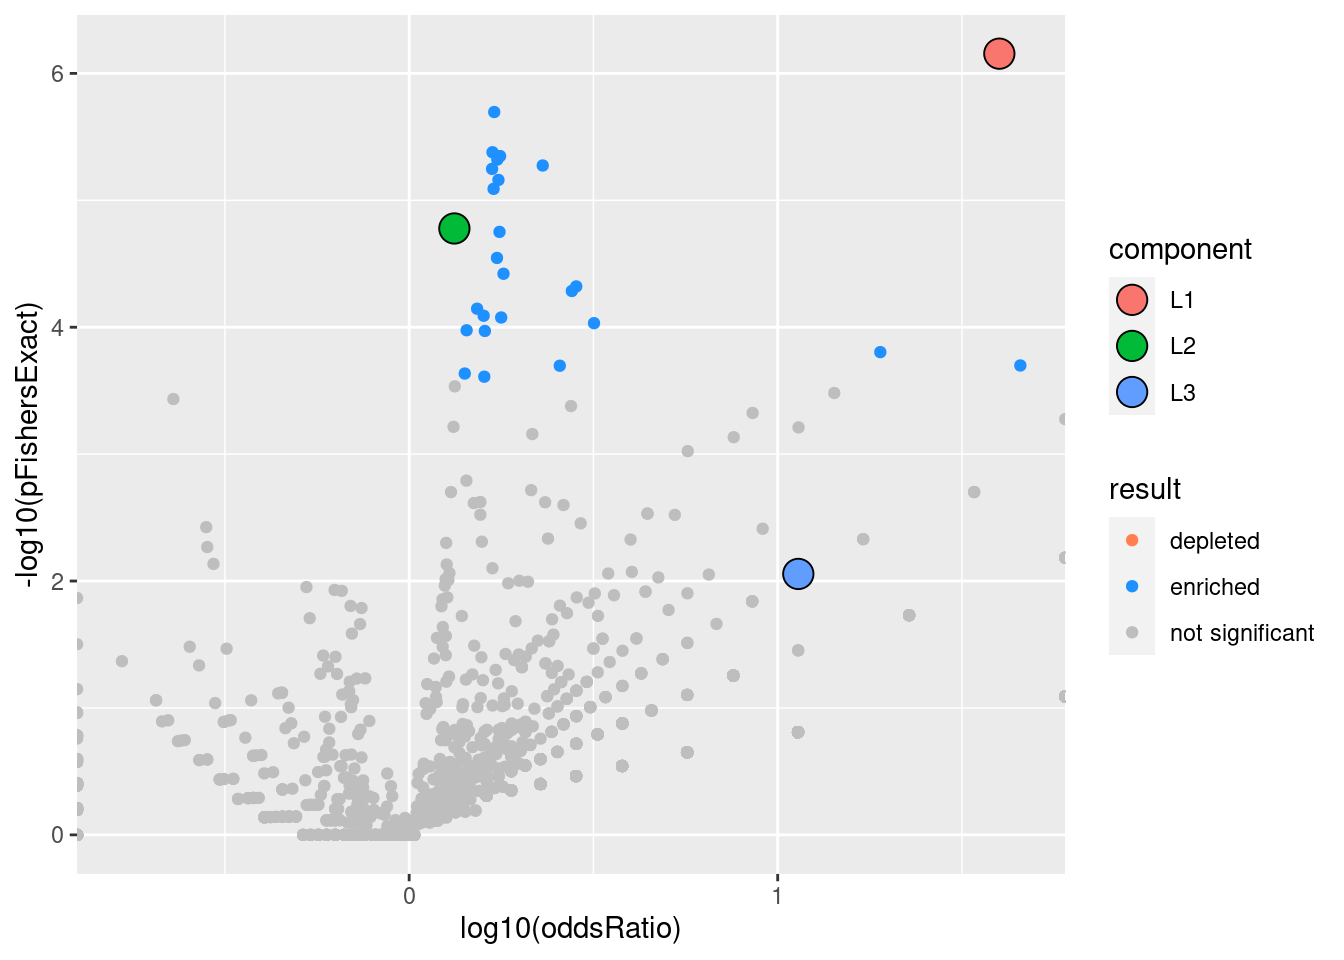 6
4
2
0
0
1
-log10(pFishersExact)
log10(oddsRatio)
component
L1
L2
L3
result
depleted
enriched
not significant